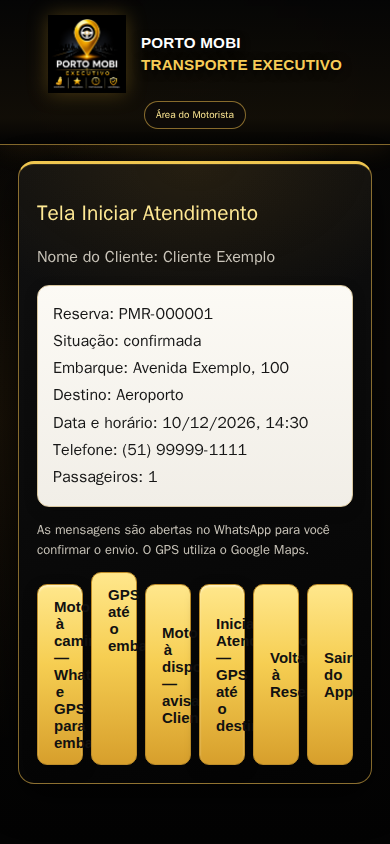 PORTO MOBI
EXECUTIVO
PORTO MOBI
TRANSPORTE EXECUTIVO
Área do Motorista
Tela Iniciar Atendimento
Nome do Cliente: Cliente Exemplo
Reserva: PMR-000001
Situação: confirmada
Embarque: Avenida Exemplo, 100
Destino: Aeroporto
Data e horário: 10/12/2026, 14:30
Telefone: (51) 99999-1111
Passageiros: 1
As mensagens são abertas no WhatsApp para você
confirmar o envio. O GPS utiliza o Google Maps.
à
—
e
GPS
para
GPS
até
o
à
—
—
GPS
até
o
à
Sair
do
App